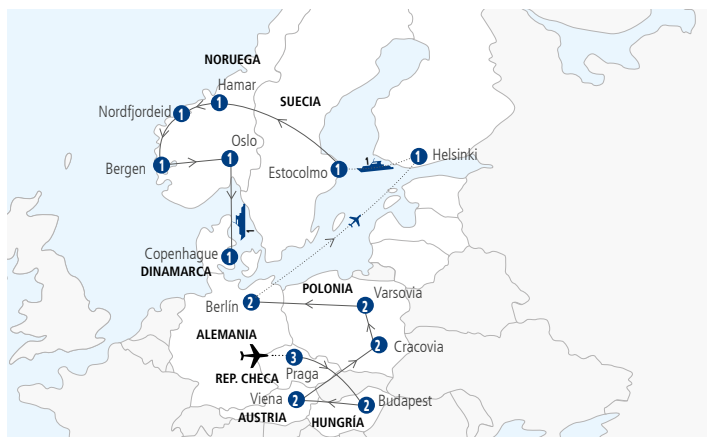 NORUEGA
Hamar
1
SUECIA
Nordfjordeid
1
Oslo
1
Bergen
1
Estocolmo
1
1
Helsinki
1
Copenhague
1
DINAMARCA
POLONIA
Berlín
2
Varsovia
2
ALEMANIA
Cracovia
2
3
Praga
REP. CHECA
Viena
2
Budapest
2
AUSTRIA
HUNGRÍA